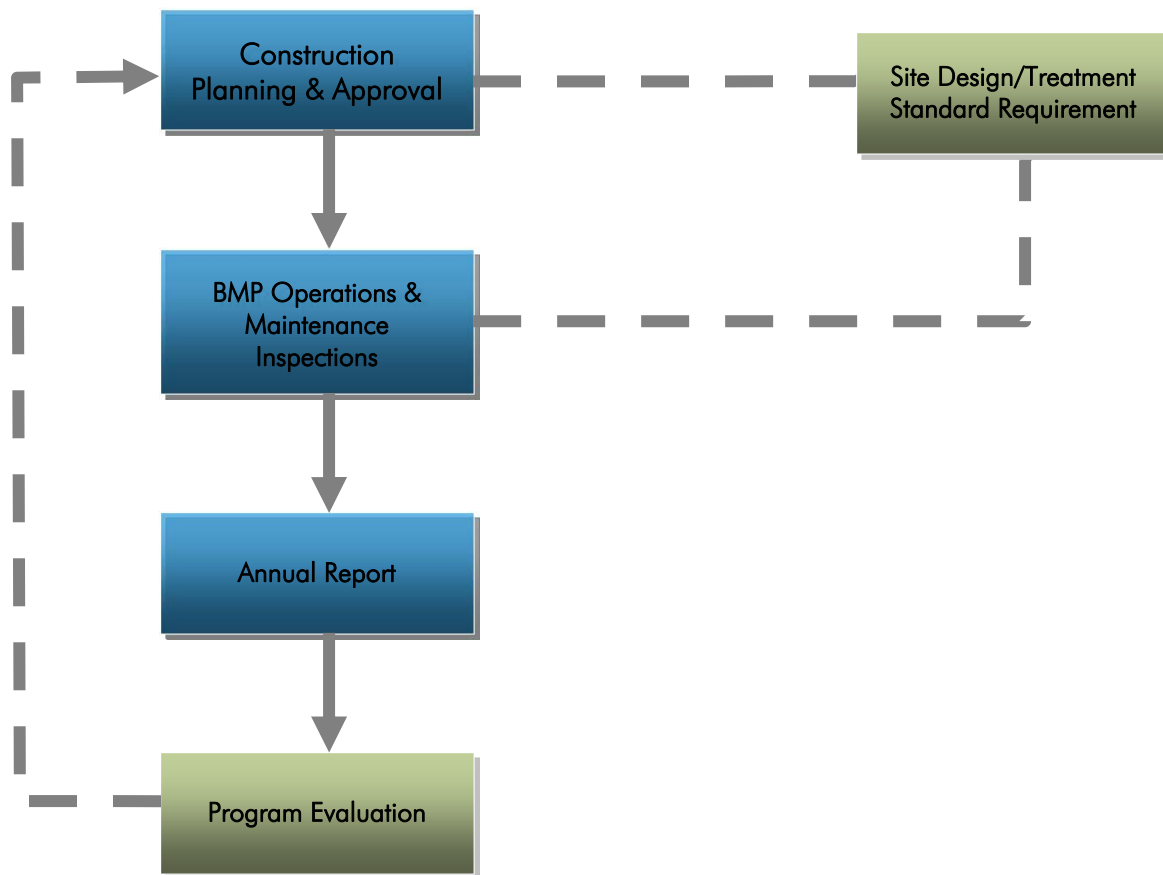 Construction
Planning & Approval
Site Design/Treatment
Standard Requirement
BMP Operations &
Maintenance
Inspections
Annual Report
Program Evaluation